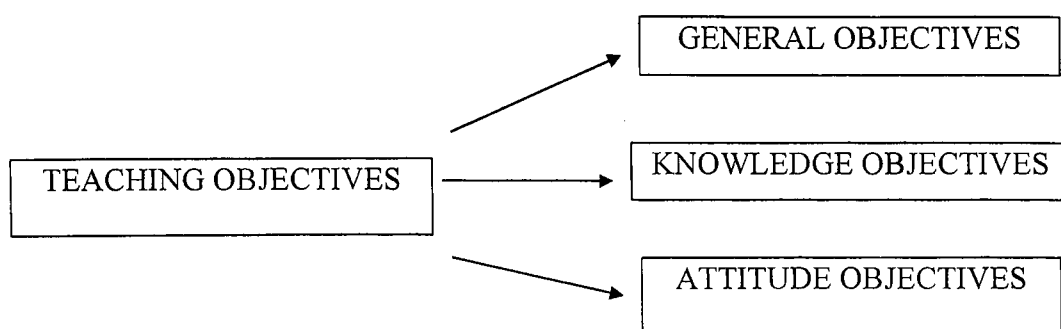 GENERAL OBJECTIVES
TEACHING OBJECTIVES
KNOWLEDGE OBJECTIVES
ATTITUDE OBJECTIVES